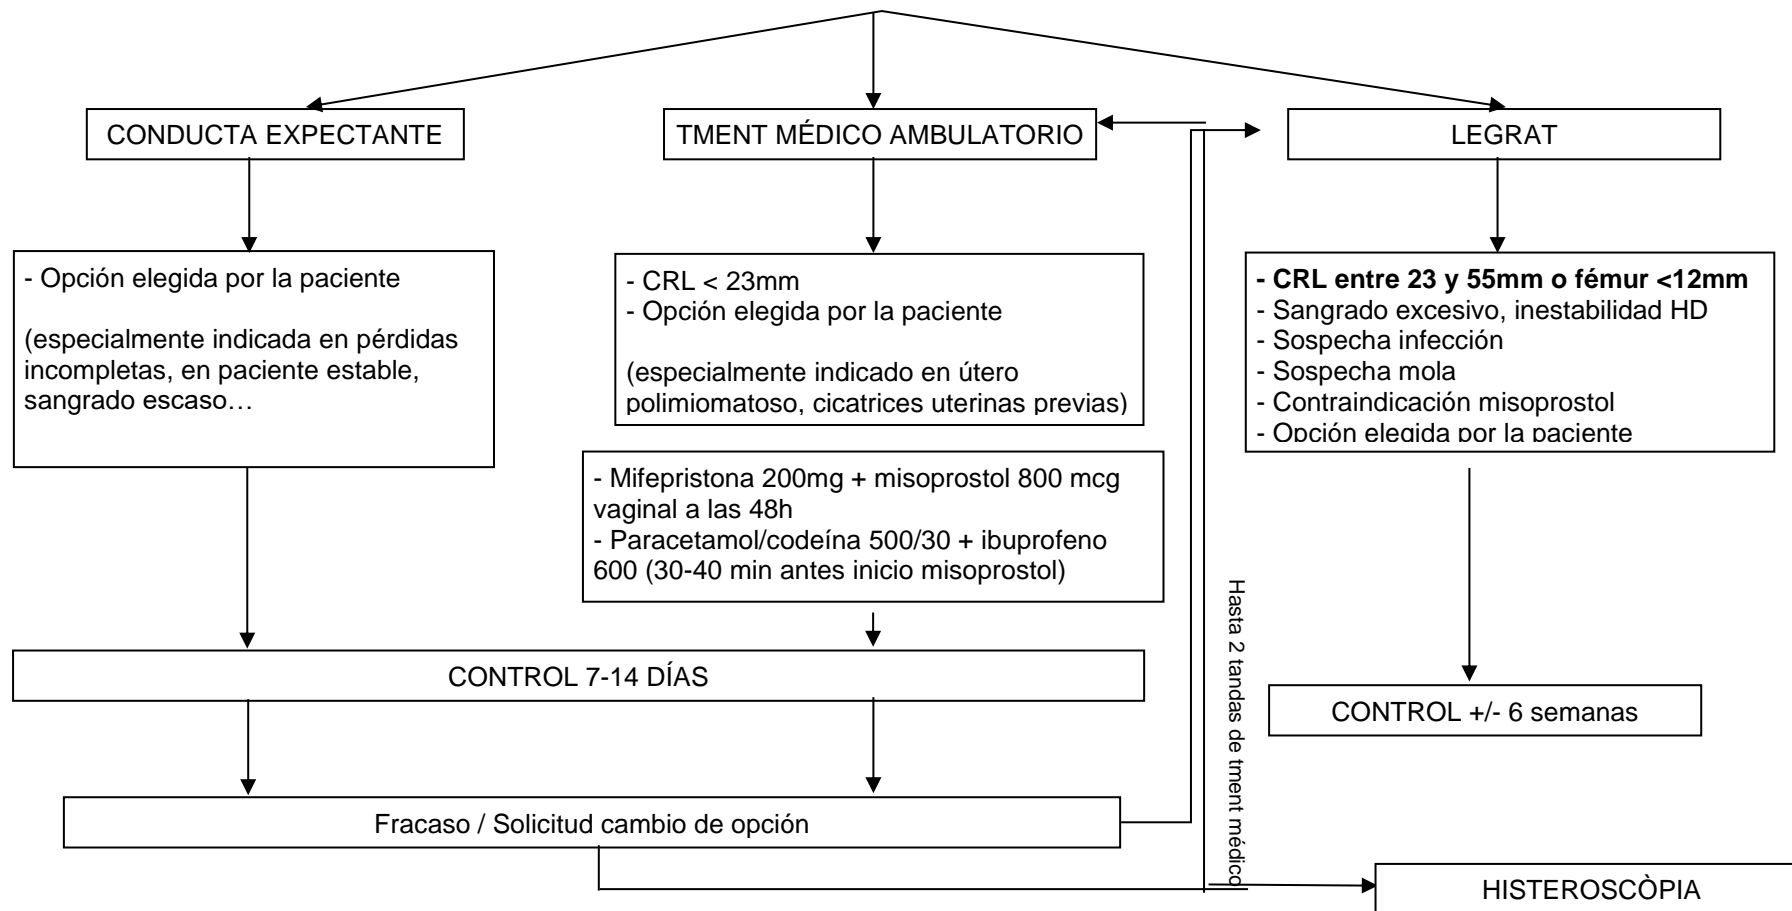 CONDUCTA EXPECTANTE
TMENT MÉDICO AMBULATORIO
LEGRAT
- Opción elegida por la paciente
(especialmente indicada en pérdidas
incompletas, en paciente estable,
sangrado escaso…
- CRL < 23mm
- Opción elegida por la paciente
(especialmente indicado en útero
polimiomatoso, cicatrices uterinas previas)
- CRL entre 23 y 55mm o fémur <12mm
- Sangrado excesivo, inestabilidad HD
- Sospecha infección
- Sospecha mola
- Contraindicación misoprostol
- Opción elegida por la paciente
- Mifepristona 200mg + misoprostol 800 mcg
vaginal a las 48h
- Paracetamol/codeína 500/30 + ibuprofeno
600 (30-40 min antes inicio misoprostol)
Hasta 2 tandas de tment médico
CONTROL 7-14 DÍAS
CONTROL +/- 6 semanas
Fracaso / Solicitud cambio de opción
HISTEROSCÒPIA